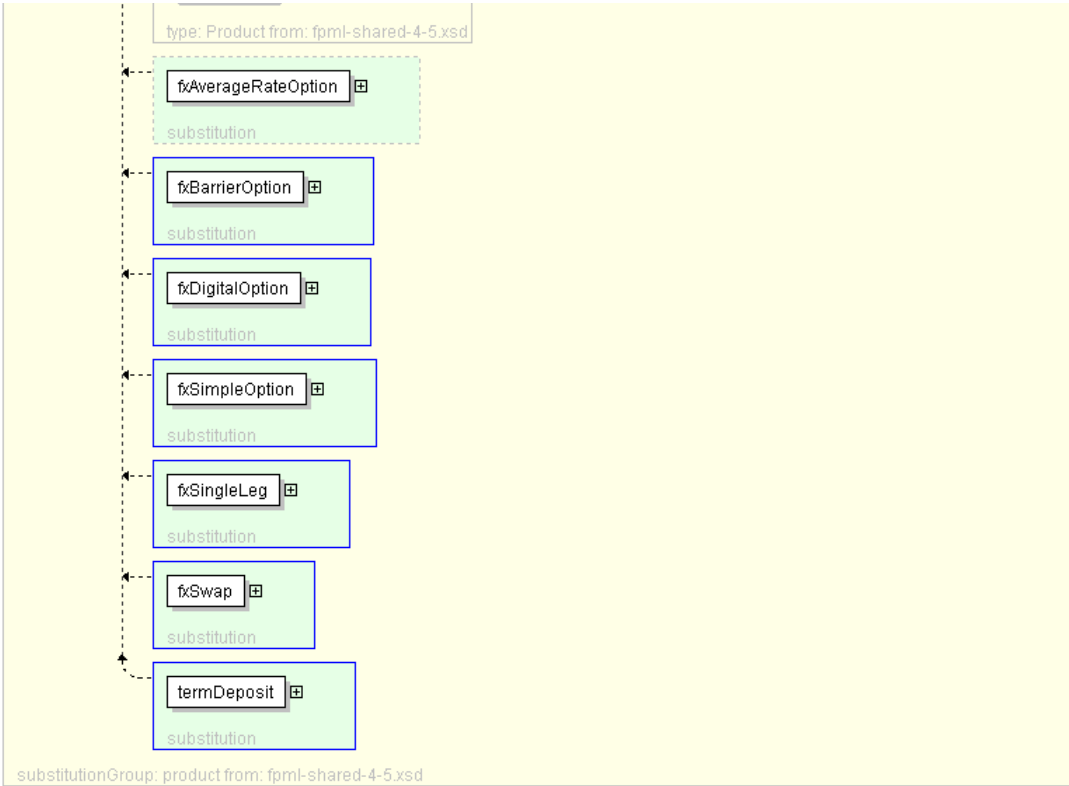 type: Product from: fpml-shared-4-5.xsd
fxAverageRateOption
substitution
fxBarrierOption
substitution
fxDigitalOption
substitution
fxSimpleOption
substitution
fxSingleLeg
substitution
fxSwap
substitution
termDeposit
substitution
substitutionGroup: product from: fpml-shared-4-5.xsd